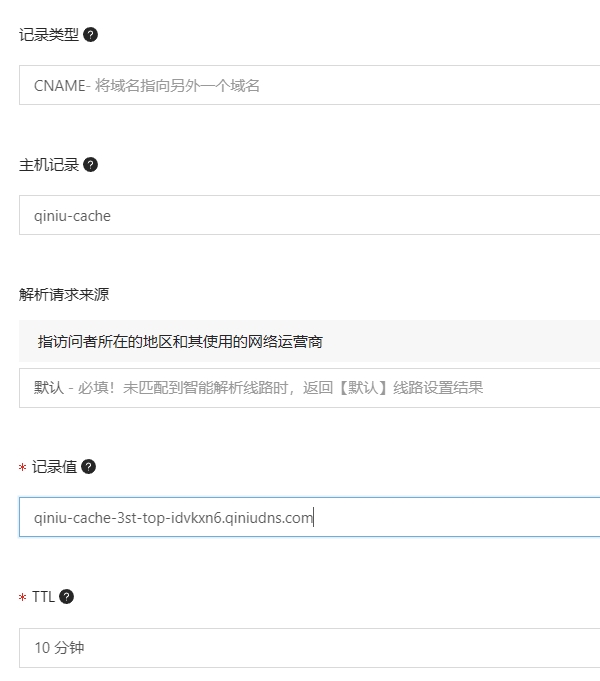 记录类型 ?
CNAME- 将域名指向另外一个域名
主机记录 ?
qiniu-cache
解析请求来源
指访问者所在的地区和其使用的网络运营商
默认 - 必填！未匹配到智能解析线路时，返回【默认】线路设置结果
* 记录值 ?
qiniu-cache-3st-top-idvkxn6.qiniudns.com
* TTL ?
10 分钟